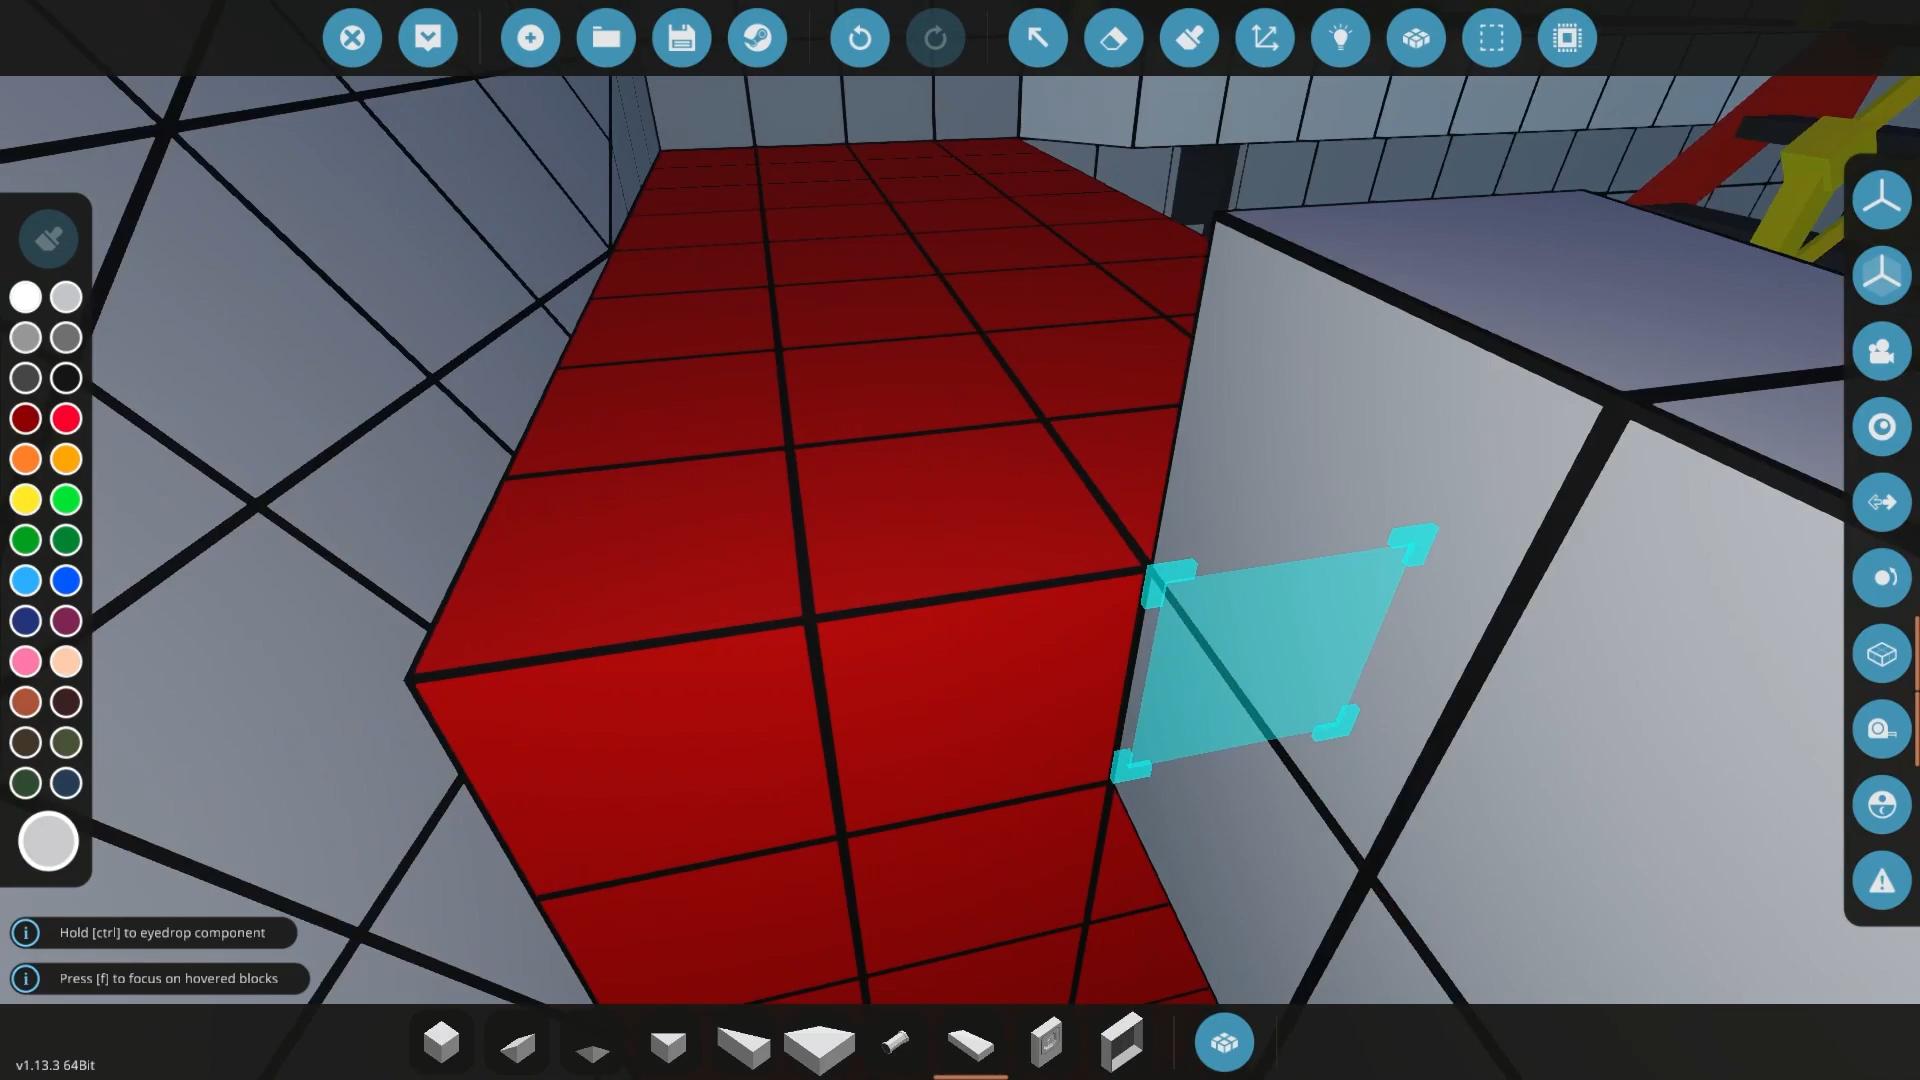 Hold [ctrl] to eyedrop component
Press [f] to focus on hovered blocks
v1.13.3 64Bit